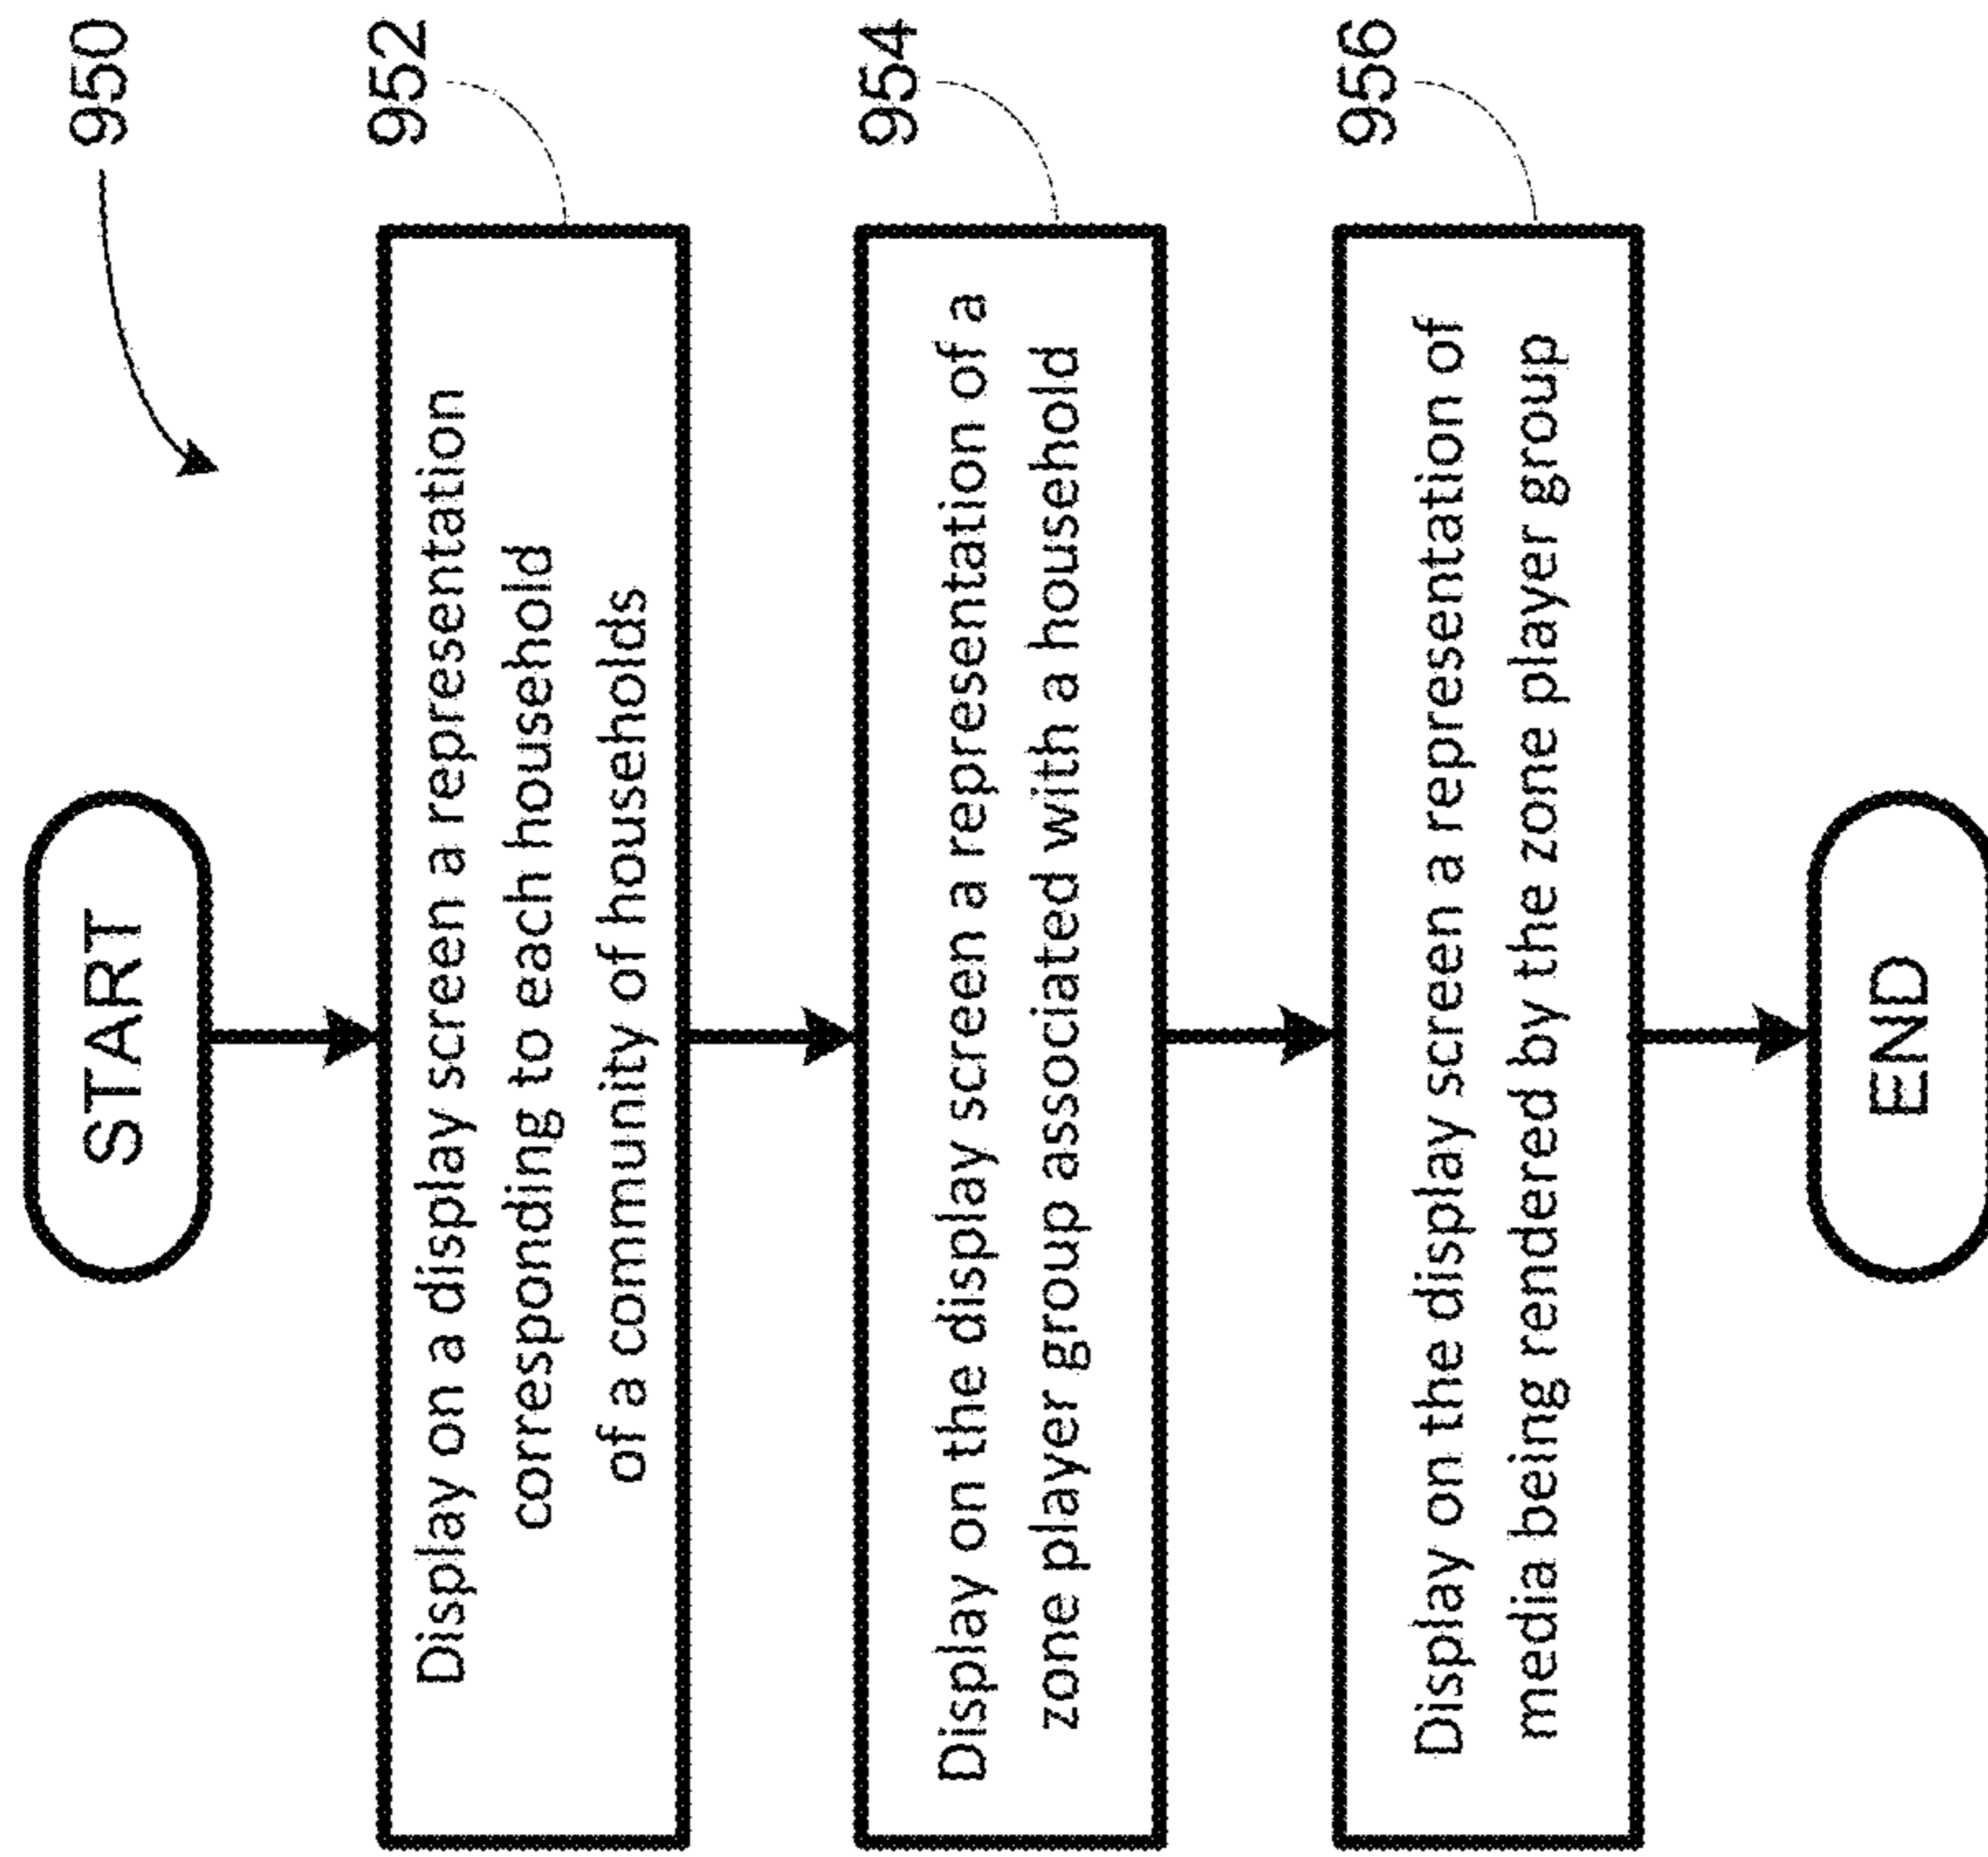 950
START
952
Display on a display screen a representation
corresponding to each household
of a community of households
954
Display on the display screen a representation of a
zone player group associated with a household
956
Display on the display screen a representation of
media being rendered by the zone player group
END